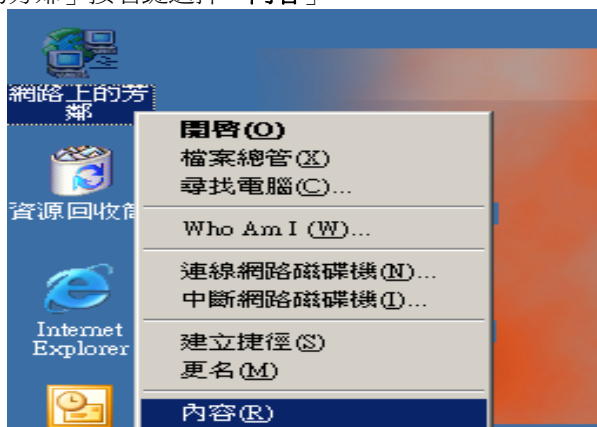 芳鄰」按右鍵選擇「內容」
網路上的芳
鄰
資源回收筒
Internet
Explorer
開啓(O)
檔案總管(X)
尋找電腦(C)...
Who Am I (W)...
連線網路磁碟機(N)...
中斷網路磁碟機(I)...
建立捷徑(S)
更名(M)
內容(R)